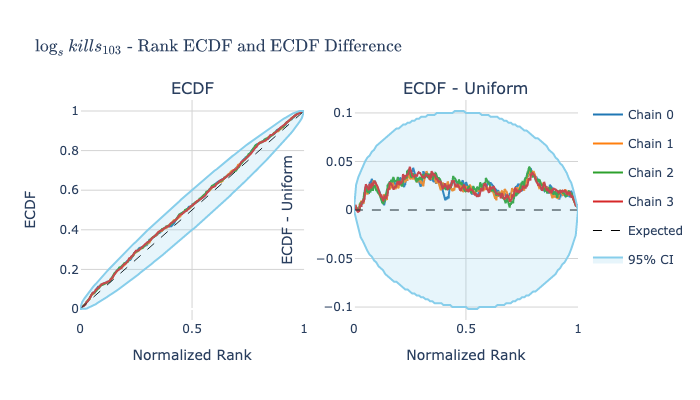 log_s kills_103 - Rank ECDF and ECDF Difference
ECDF
ECDF
1
0.8
0.6
0.4
0.2
0
0
0.5
1
Normalized Rank
ECDF - Uniform
ECDF - Uniform
0.1
0.05
0
−0.05
−0.1
0
0.5
1
Normalized Rank
Chain 0
Chain 1
Chain 2
Chain 3
Expected
95% CI